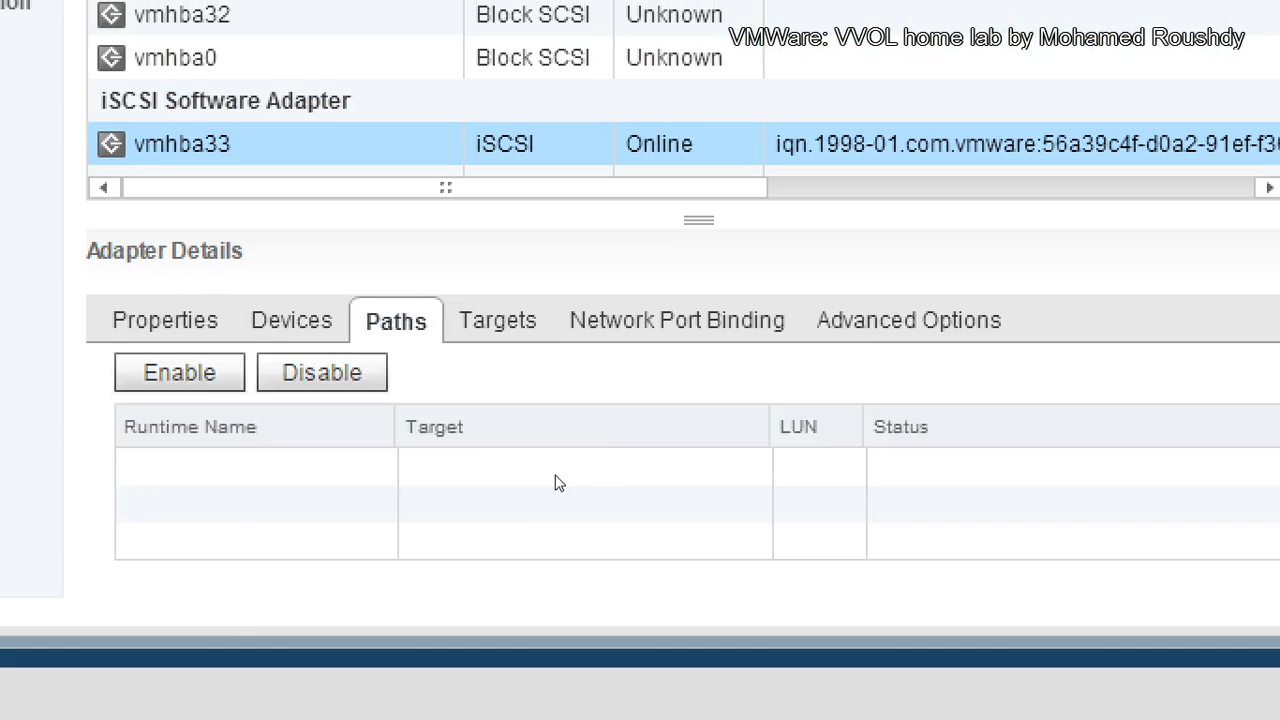 vmhba32 Block SCSI Unknown
VMWare: VVOL home lab by Mohamed Roushdy
vmhba0 Block SCSI Unknown
iSCSI Software Adapter
vmhba33 iSCSI Online iqn.1998-01.com.vmware:56a39c4f-d0a2-91ef-f3
Adapter Details
Properties Devices Paths Targets Network Port Binding Advanced Options
Enable Disable
Runtime Name Target LUN Status